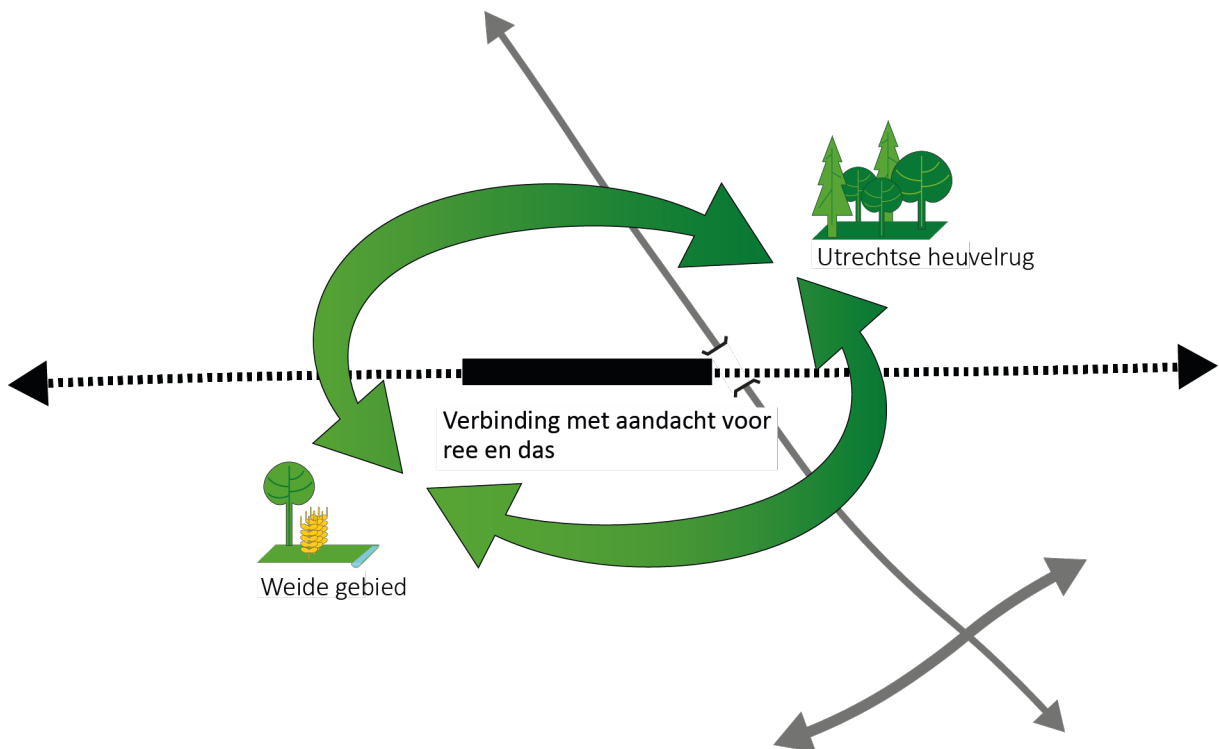 Utrechtse heuvelrug
Verbinding met aandacht voor
ree en das
Weide gebied